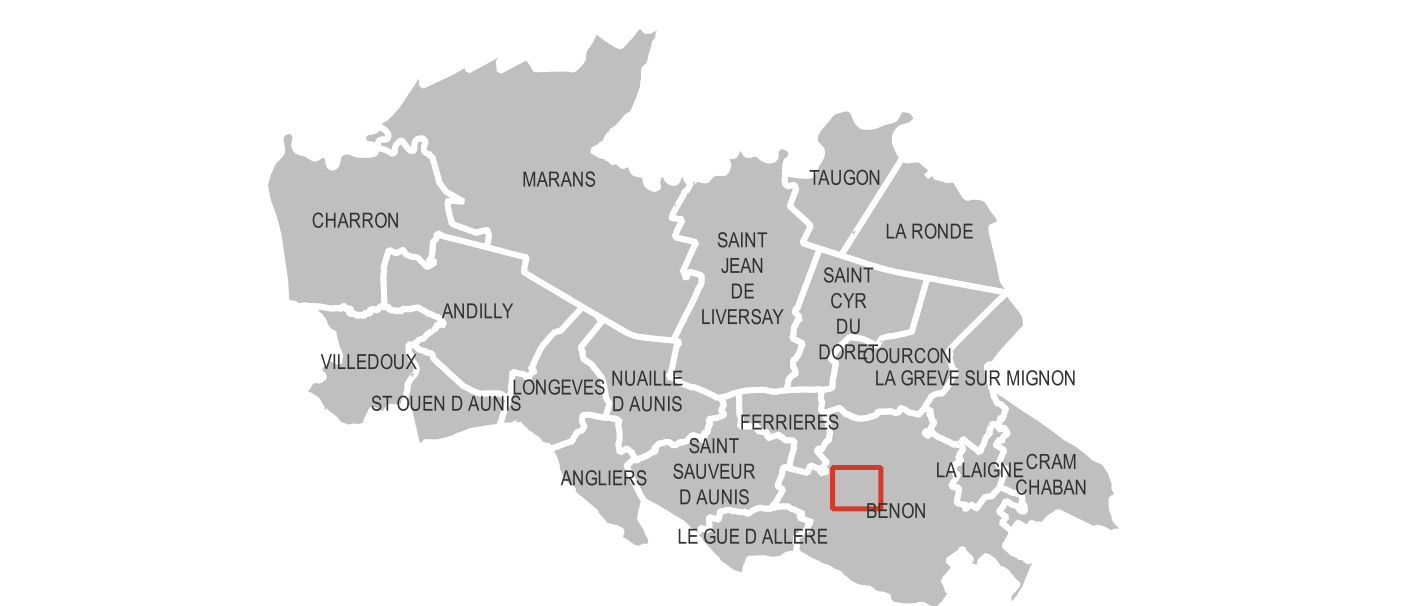 MARANS
TAUGON
CHARRON
LA RONDE
SAINT
JEAN
DE
LIVERSAY
SAINT
CYR
DU
DORET
ANDILLY
COURCON
VILLEDOUX
LA GREVE SUR MIGNON
LONGEVES
NUAILLE
D AUNIS
ST OUEN D AUNIS
FERRIERES
SAINT
SAUVEUR
D AUNIS
ANGLIERS
LA LAIGNE
CRAM
CHABAN
BENON
LE GUE D ALLERE